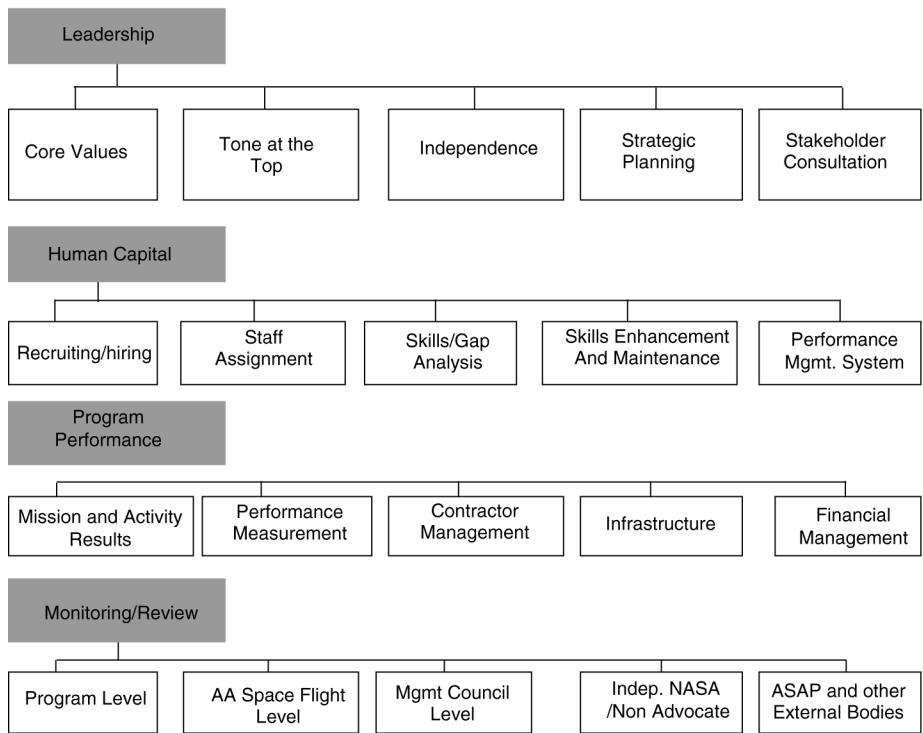 Leadership
Core Values
Tone at the
Top
Independence
Strategic
Planning
Stakeholder
Consultation
Human Capital
Recruiting/hiring
Staff
Assignment
Skills/Gap
Analysis
Skills Enhancement
And Maintenance
Performance
Mgmt. System
Program
Performance
Mission and Activity
Results
Performance
Measurement
Contractor
Management
Infrastructure
Financial
Management
Monitoring/Review
Program Level
AA Space Flight
Level
Mgmt Council
Level
Indep. NASA
/Non Advocate
ASAP and other
External Bodies